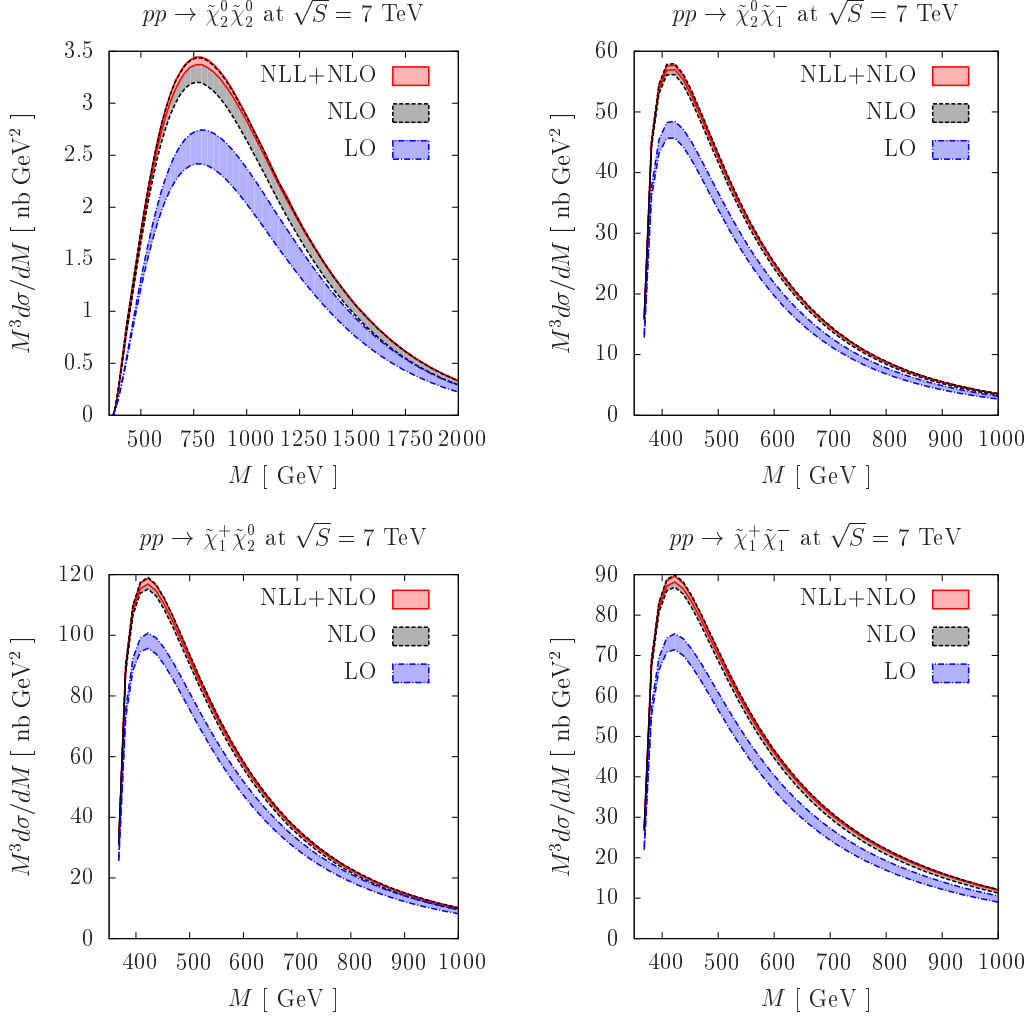 pp → χ̃⁰₂χ̃⁰₂ at √S = 7 TeV
M³dσ/dM [ nb GeV² ]
3.5
3
2.5
2
1.5
1
0.5
0
NLL+NLO
NLO
LO
500 750 1000 1250 1500 1750 2000
M [ GeV ]
pp → χ̃⁰₂χ̃⁻₁ at √S = 7 TeV
M³dσ/dM [ nb GeV² ]
60
50
40
30
20
10
0
NLL+NLO
NLO
LO
400 500 600 700 800 900 1000
M [ GeV ]
pp → χ̃⁺₁χ̃⁰₂ at √S = 7 TeV
M³dσ/dM [ nb GeV² ]
120
100
80
60
40
20
0
NLL+NLO
NLO
LO
400 500 600 700 800 900 1000
M [ GeV ]
pp → χ̃⁺₁χ̃⁻₁ at √S = 7 TeV
M³dσ/dM [ nb GeV² ]
90
80
70
60
50
40
30
20
10
0
NLL+NLO
NLO
LO
400 500 600 700 800 900 1000
M [ GeV ]